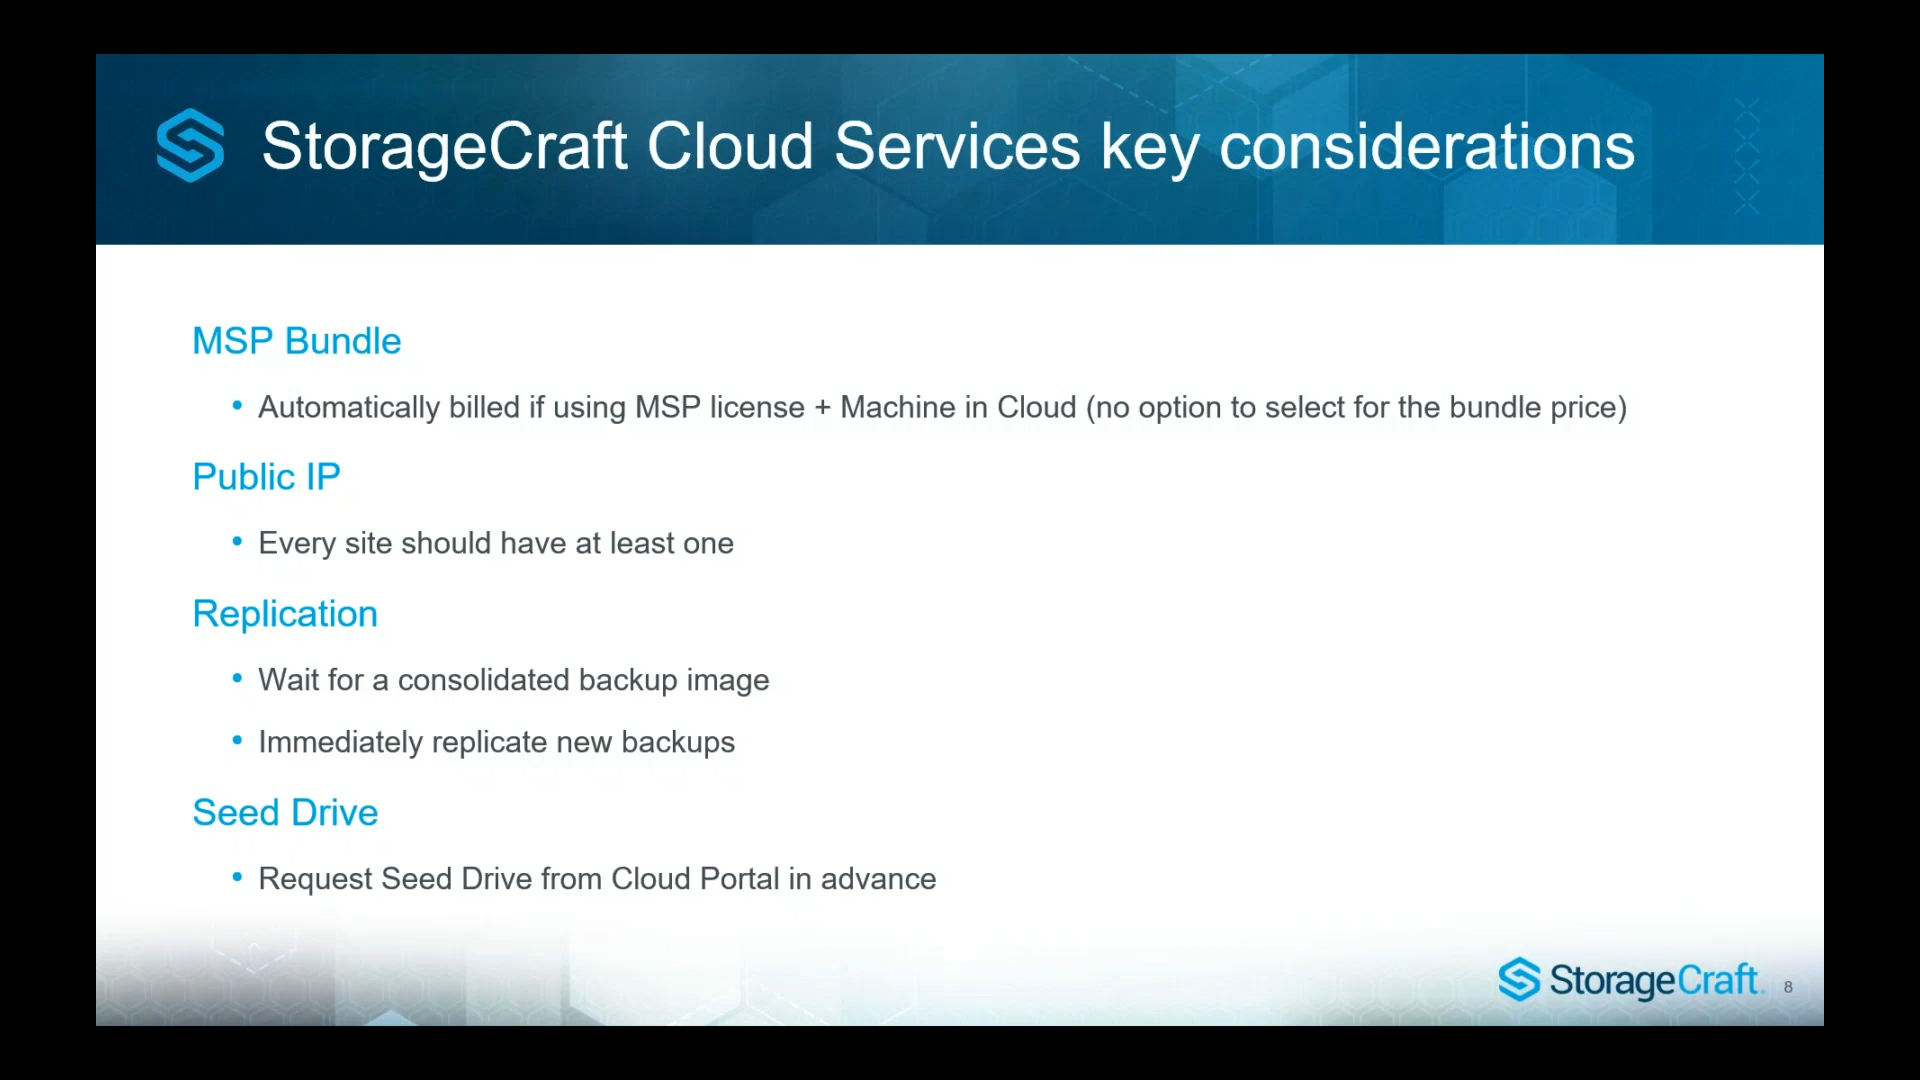 StorageCraft Cloud Services key considerations
MSP Bundle
• Automatically billed if using MSP license + Machine in Cloud (no option to select for the bundle price)
Public IP
• Every site should have at least one
Replication
• Wait for a consolidated backup image
• Immediately replicate new backups
Seed Drive
• Request Seed Drive from Cloud Portal in advance
StorageCraft 8